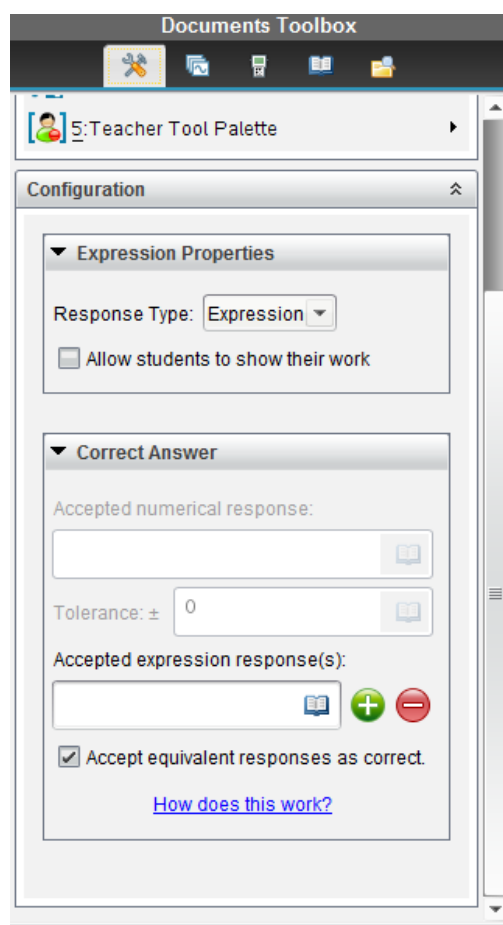 Documents Toolbox
5:Teacher Tool Palette
Configuration
Expression Properties
Response Type: Expression
Allow students to show their work
Correct Answer
Accepted numerical response:
Tolerance: ± 0
Accepted expression response(s):
Accept equivalent responses as correct.
How does this work?